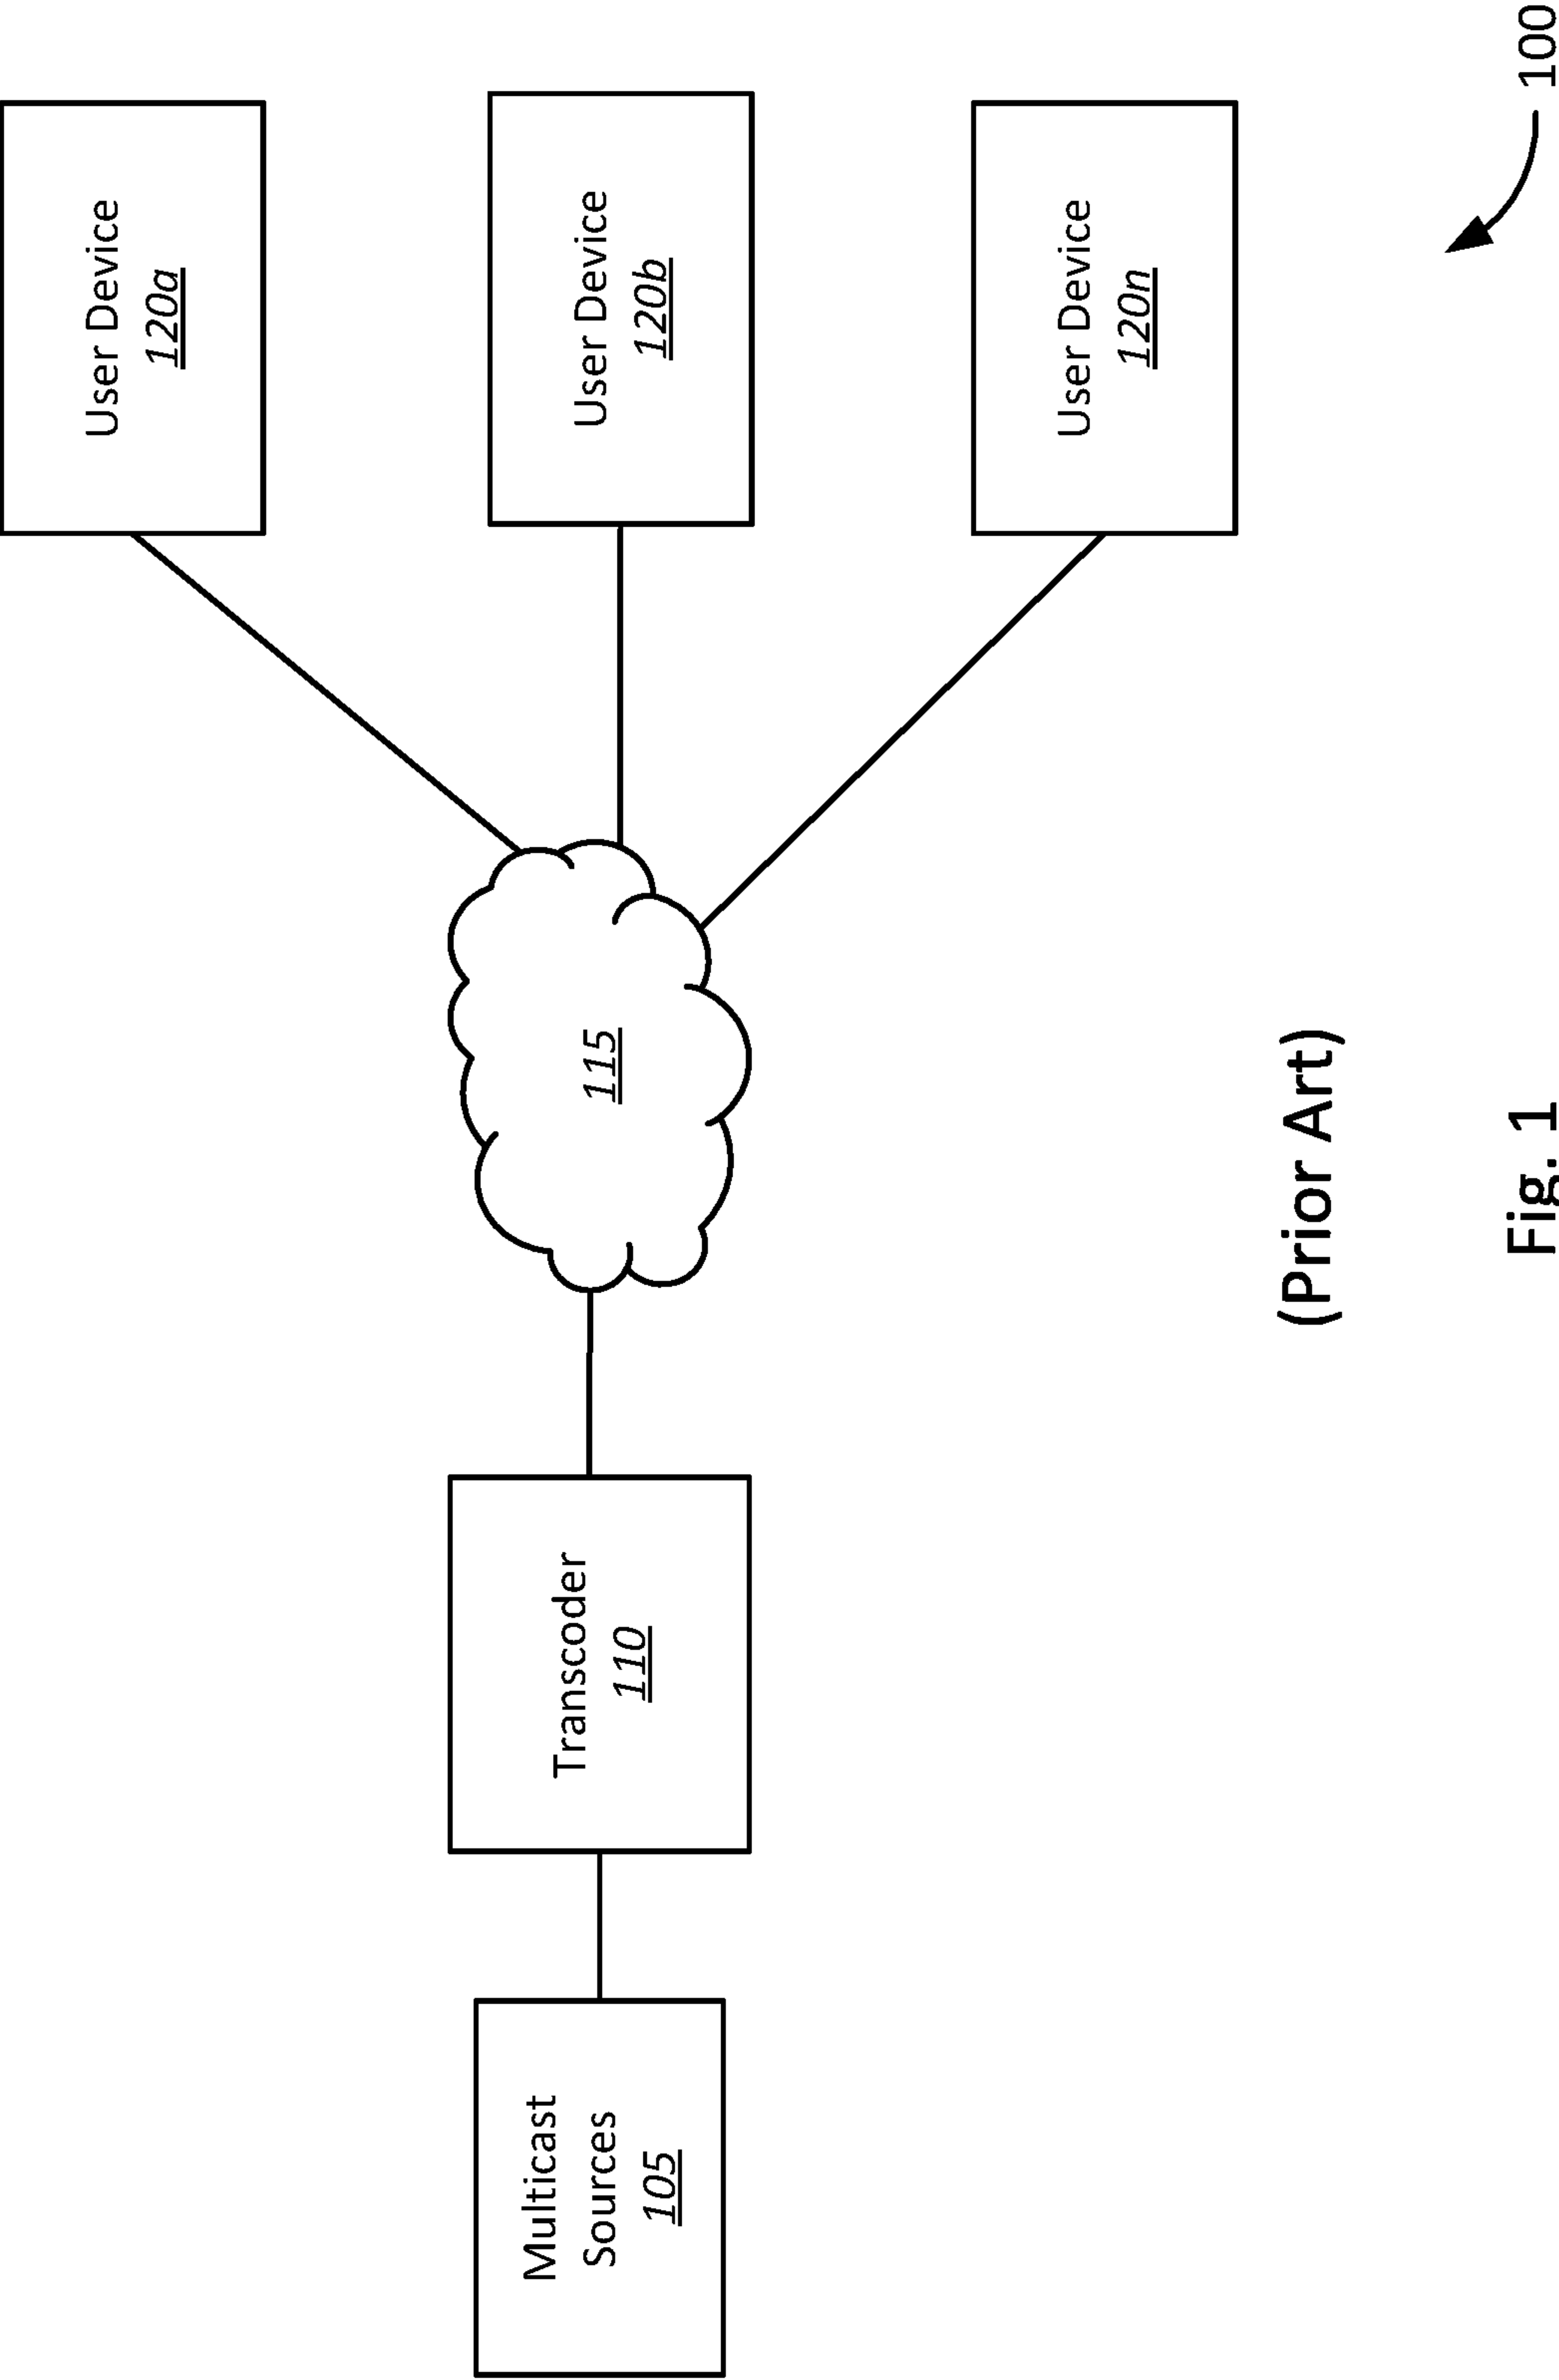 Multicast
Sources
105
Transcoder
110
115
User Device
120a
User Device
120b
User Device
120n
100
(Prior Art)
Fig. 1